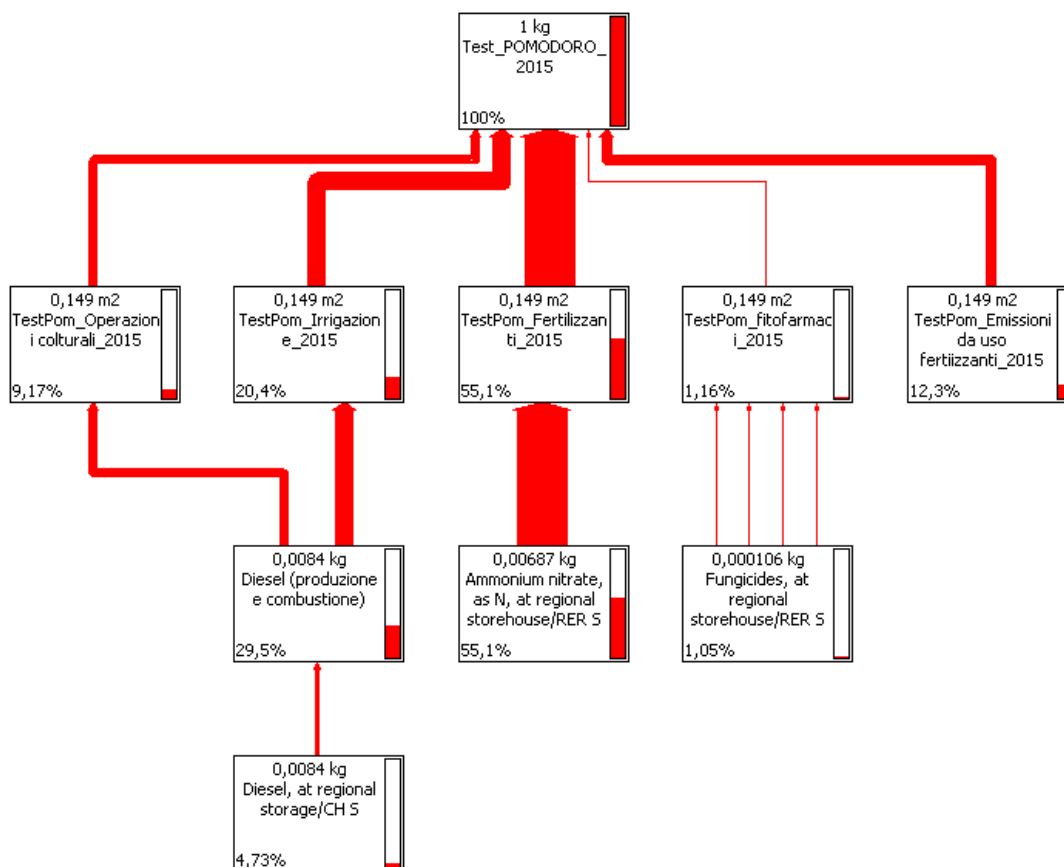 1 kg
Test_POMODORO_
2015
100%
0,149 m2
TestPom_Operazion
i colturali_2015
9,17%
0,149 m2
TestPom_Irrigazion
e_2015
20,4%
0,149 m2
TestPom_Fertilizzan
ti_2015
55,1%
0,149 m2
TestPom_fitofarmac
i_2015
1,16%
0,149 m2
TestPom_Emissioni
da uso
fertiizzanti_2015
12,3%
0,0084 kg
Diesel (produzione
e combustione)
29,5%
0,00687 kg
Ammonium nitrate,
as N, at regional
storehouse/RER S
55,1%
0,000106 kg
Fungicides, at
regional
storehouse/RER S
1,05%
0,0084 kg
Diesel, at regional
storage/CH S
4,73%